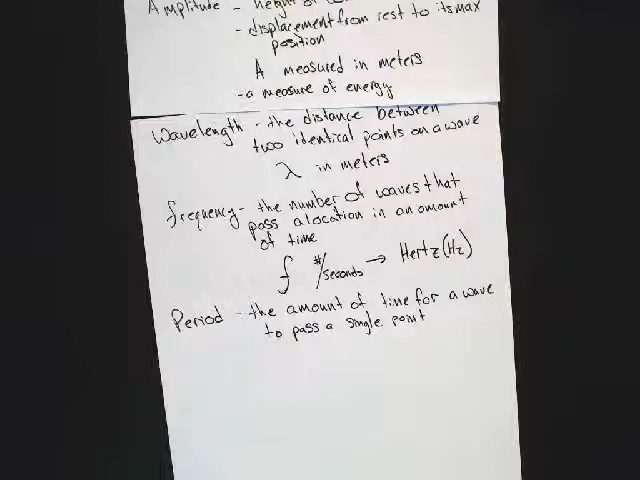 Amplitude - height of
- displacement from rest to its max
position
A measured in meters
- a measure of energy
Wavelength - the distance between
two identical points on a wave
λ in meters
frequency - the number of waves that
pass a location in an amount
of time
f #/seconds → Hertz (Hz)
Period - the amount of time for a wave
to pass a single point